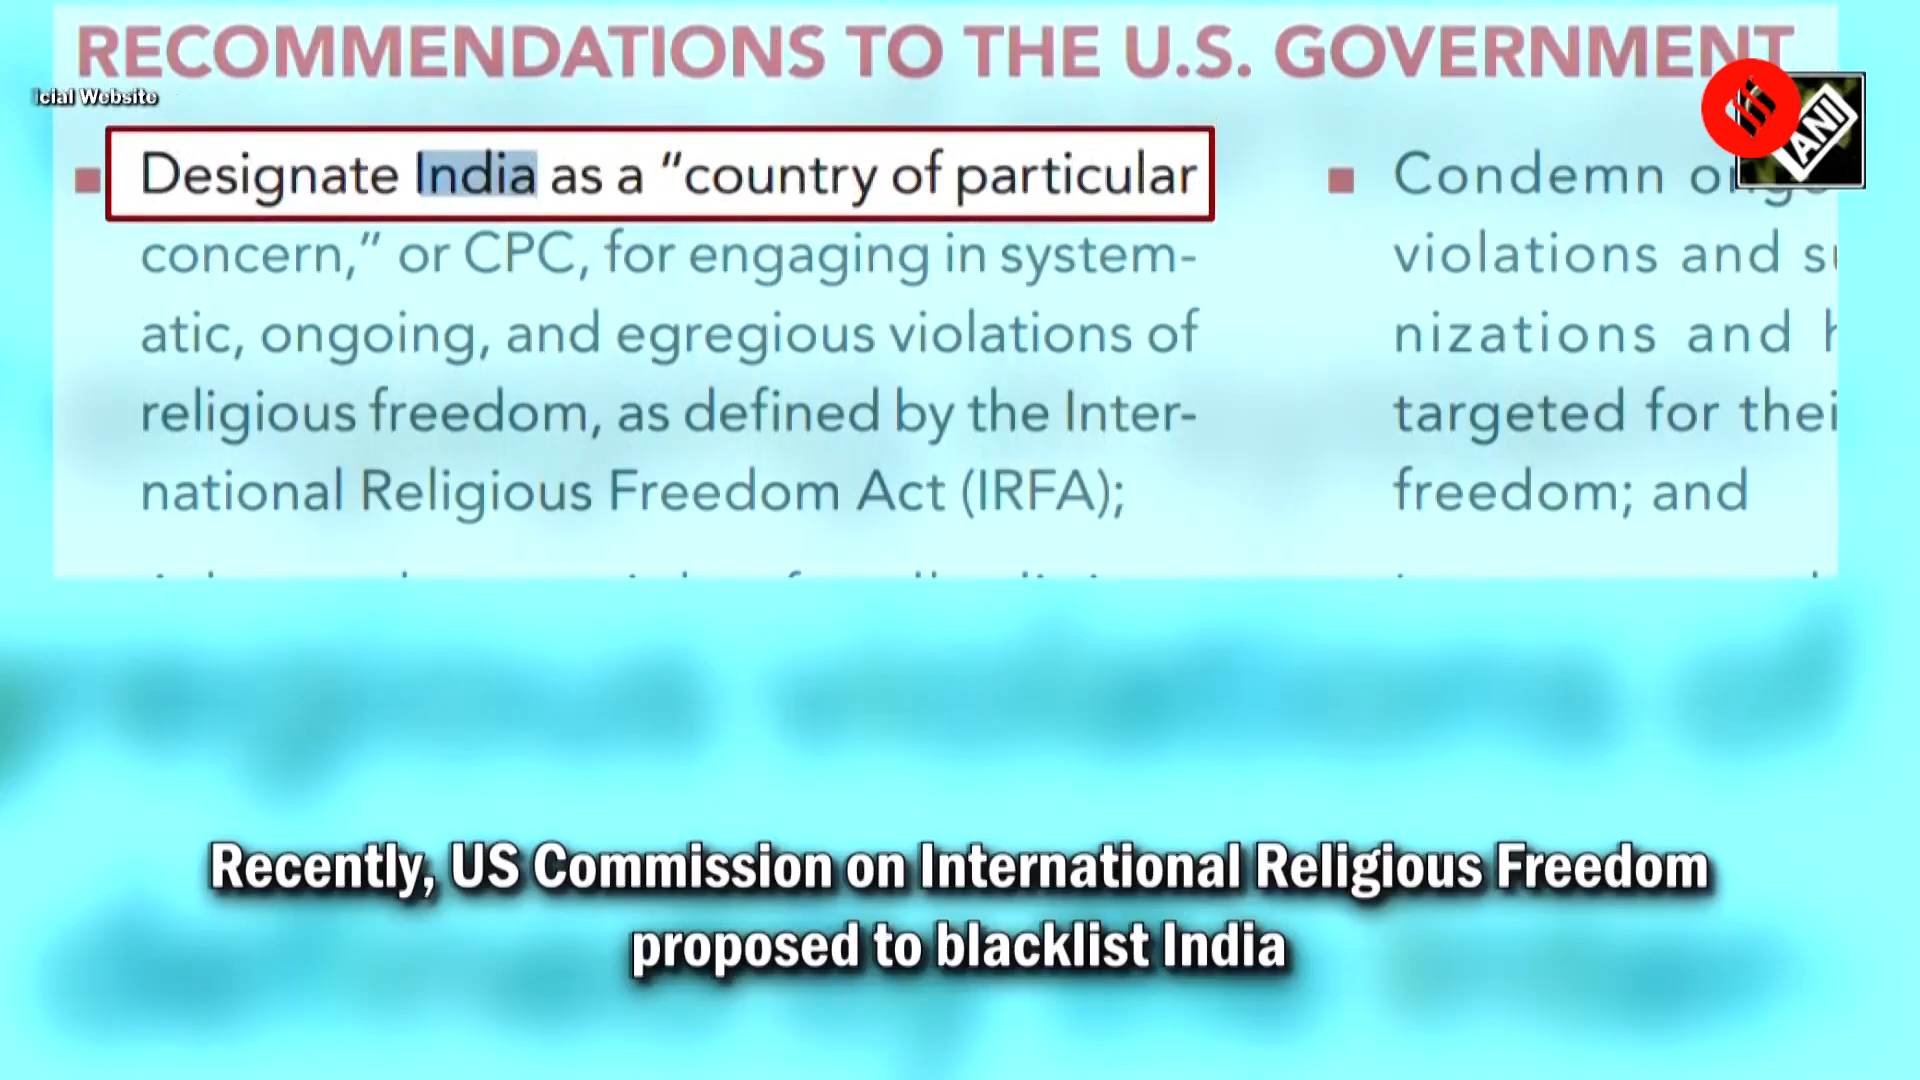 RECOMMENDATIONS TO THE U.S. GOVERNMENT
icial Website
ANI
Designate India as a “country of particular
concern,” or CPC, for engaging in system-
atic, ongoing, and egregious violations of
religious freedom, as defined by the Inter-
national Religious Freedom Act (IRFA);
Condemn
violations and
nizations and
targeted for
freedom; and
Recently, US Commission on International Religious Freedom
proposed to blacklist India